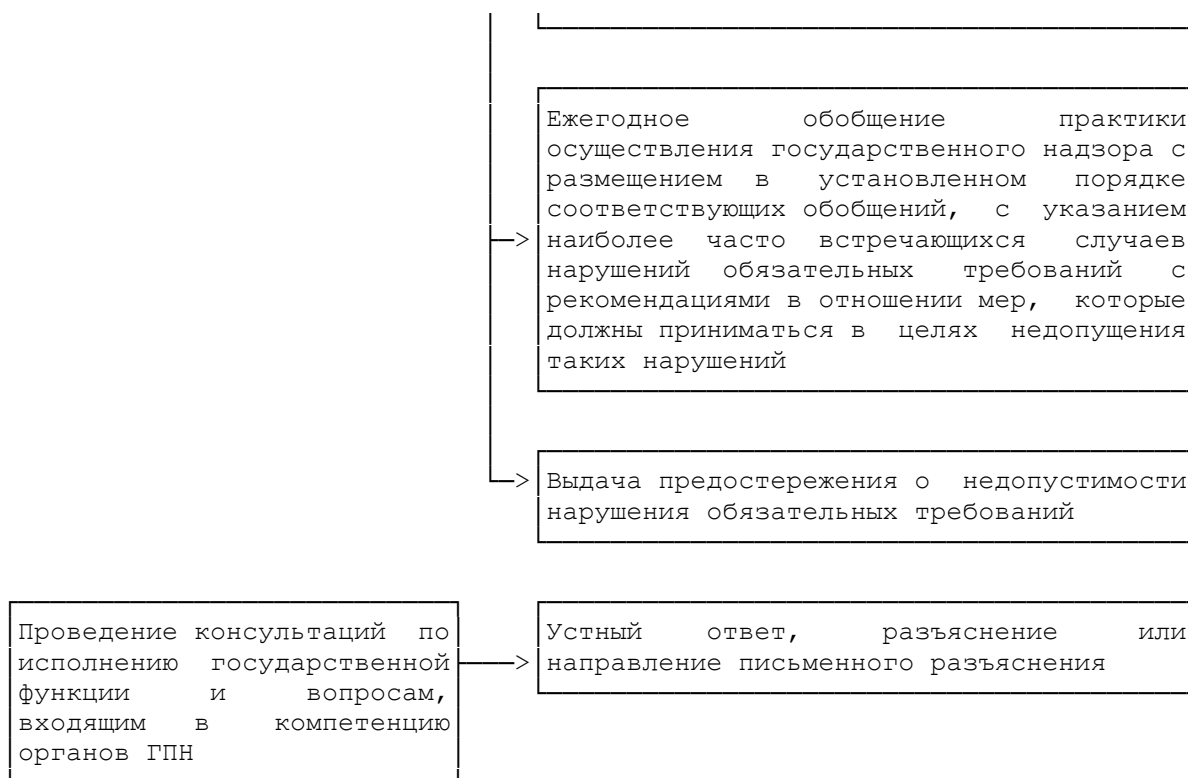 Ежегодное обобщение практики
осуществления государственного надзора с
размещением в установленном порядке
соответствующих обобщений, с указанием
наиболее часто встречающихся случаев
нарушений обязательных требований с
рекомендациями в отношении мер, которые
должны приниматься в целях недопущения
таких нарушений
Выдача предостережения о недопустимости
нарушения обязательных требований
Проведение консультаций по
исполнению государственной
функции и вопросам,
входящим в компетенцию
органов ГПН
Устный ответ, разъяснение или
направление письменного разъяснения